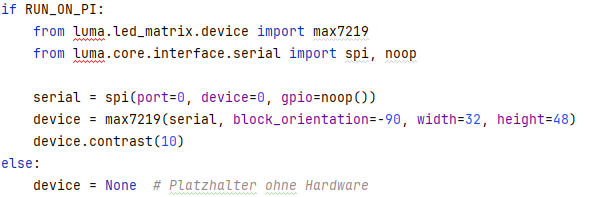 if RUN_ON_PI:
    from luma.led_matrix.device import max7219
    from luma.core.interface.serial import spi, noop

    serial = spi(port=0, device=0, gpio=noop())
    device = max7219(serial, block_orientation=-90, width=32, height=48)
    device.contrast(10)
else:
    device = None  # Platzhalter ohne Hardware